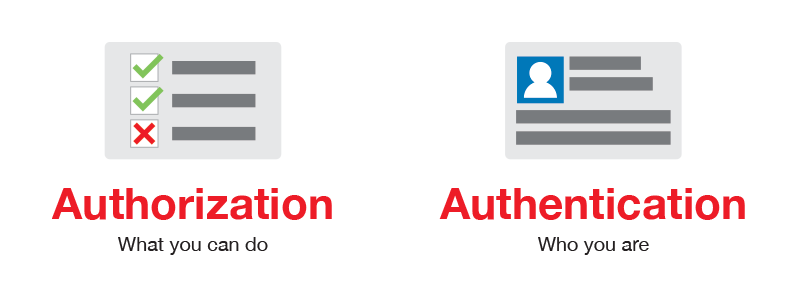 Authorization
What you can do
Authentication
Who you are